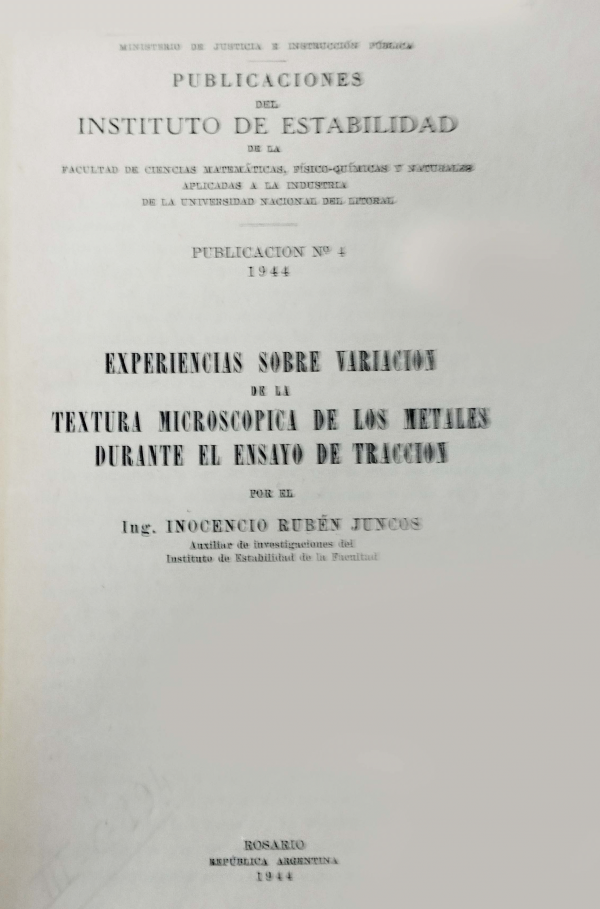 MINISTERIO DE JUSTICIA E INSTRUCCIÓN PÚBLICA
PUBLICACIONES
DEL
INSTITUTO DE ESTABILIDAD
DE LA
FACULTAD DE CIENCIAS MATEMÁTICAS, FÍSICO-QUÍMICAS Y NATURALES
APLICADAS A LA INDUSTRIA
DE LA UNIVERSIDAD NACIONAL DEL LITORAL
PUBLICACION Nº 4
1944
EXPERIENCIAS SOBRE VARIACION
DE LA
TEXTURA MICROSCOPICA DE LOS METALES
DURANTE EL ENSAYO DE TRACCION
POR EL
Ing. INOCENCIO RUBÉN JUNCOS
Auxiliar de investigaciones del
Instituto de Estabilidad de la Facultad
ROSARIO
REPÚBLICA ARGENTINA
1944